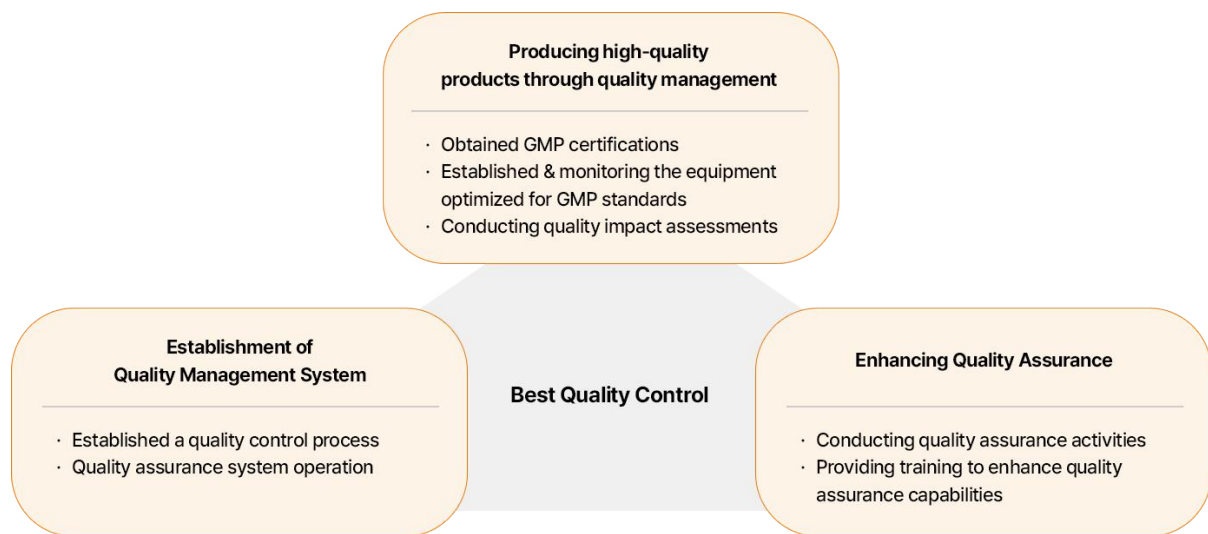 Producing high-quality
products through quality management
· Obtained GMP certifications
· Established & monitoring the equipment
optimized for GMP standards
· Conducting quality impact assessments
Establishment of
Quality Management System
· Established a quality control process
· Quality assurance system operation
Best Quality Control
Enhancing Quality Assurance
· Conducting quality assurance activities
· Providing training to enhance quality
assurance capabilities